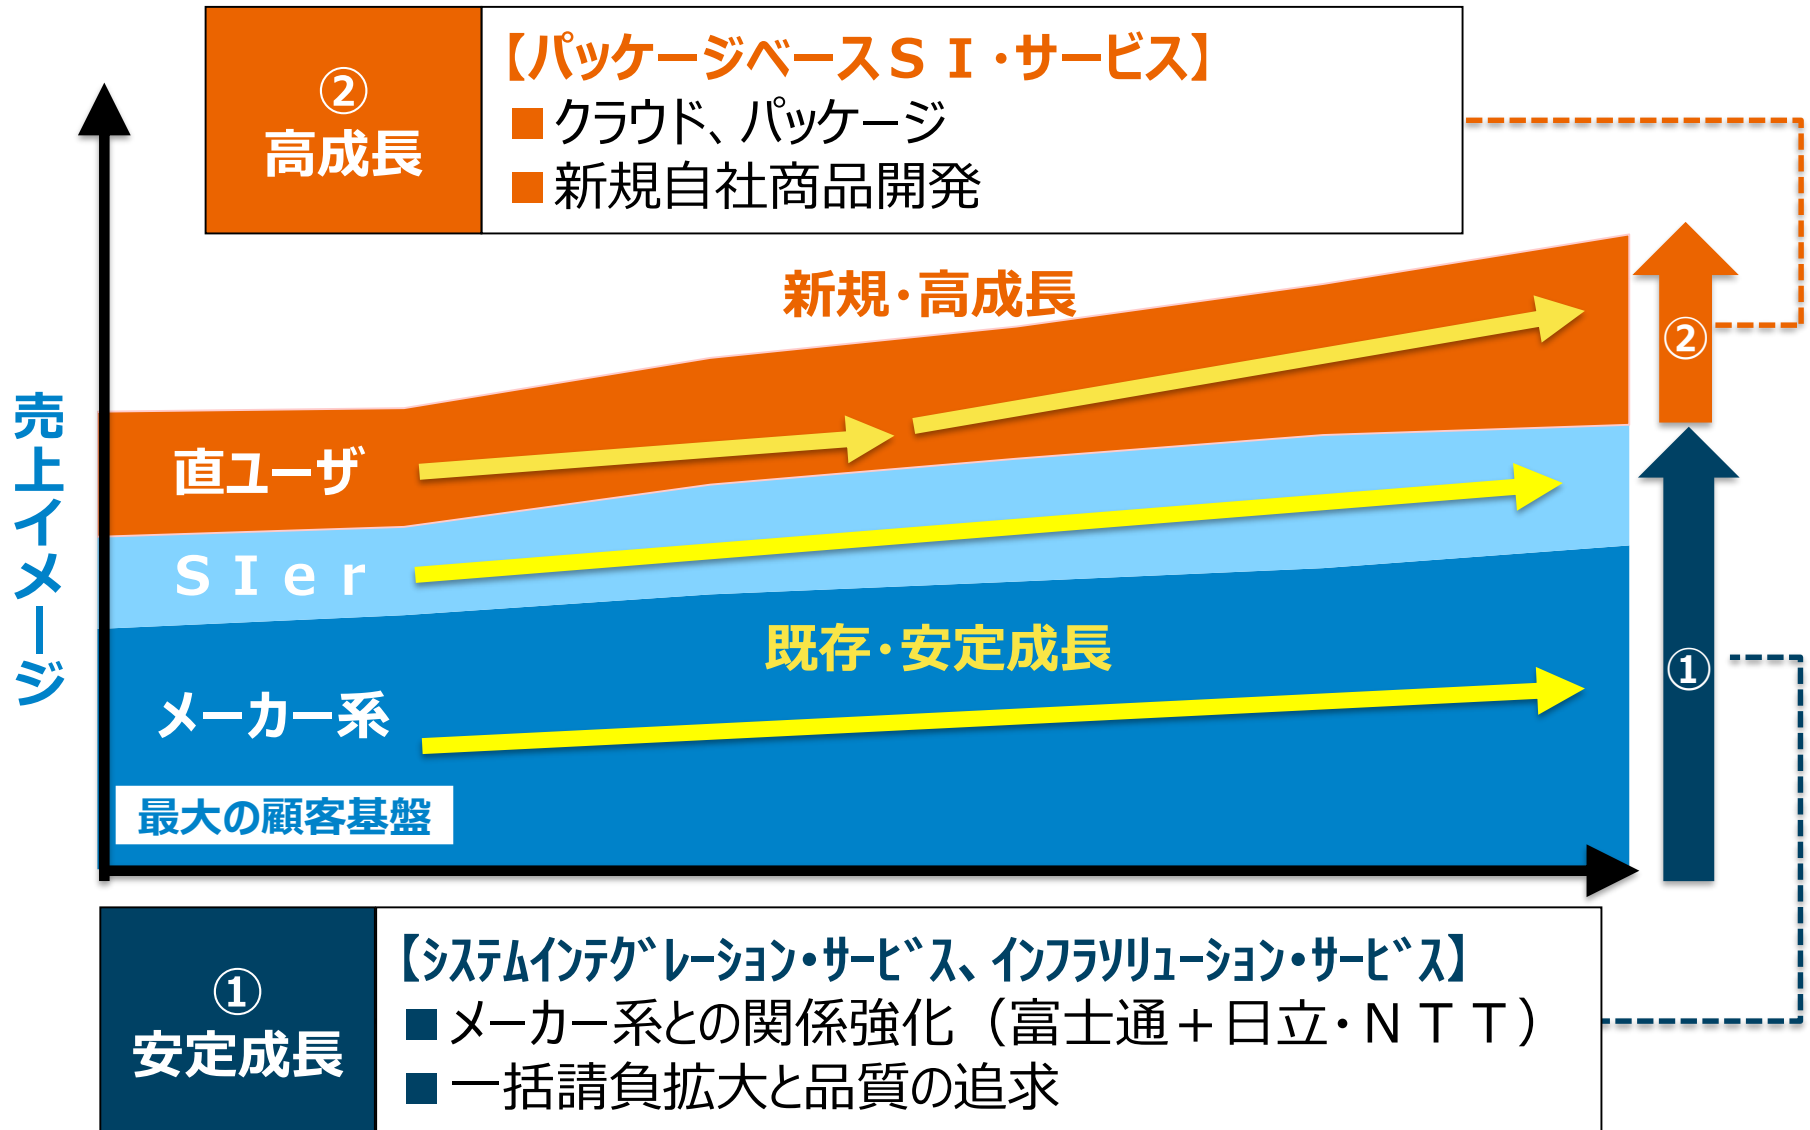 ②
高成長
【パッケージベースＳＩ・サービス】
■クラウド、パッケージ
■新規自社商品開発
新規・高成長
②
売上イメージ
直ユーザ
ＳＩｅｒ
既存・安定成長
①
メーカー系
最大の顧客基盤
①
安定成長
【ｼｽﾃﾑｲﾝﾃｸﾞﾚｰｼｮﾝ・ｻｰﾋﾞｽ、ｲﾝﾌﾗｿﾘｭｰｼｮﾝ・ｻｰﾋﾞｽ】
■メーカー系との関係強化（富士通＋日立・ＮＴＴ）
■一括請負拡大と品質の追求